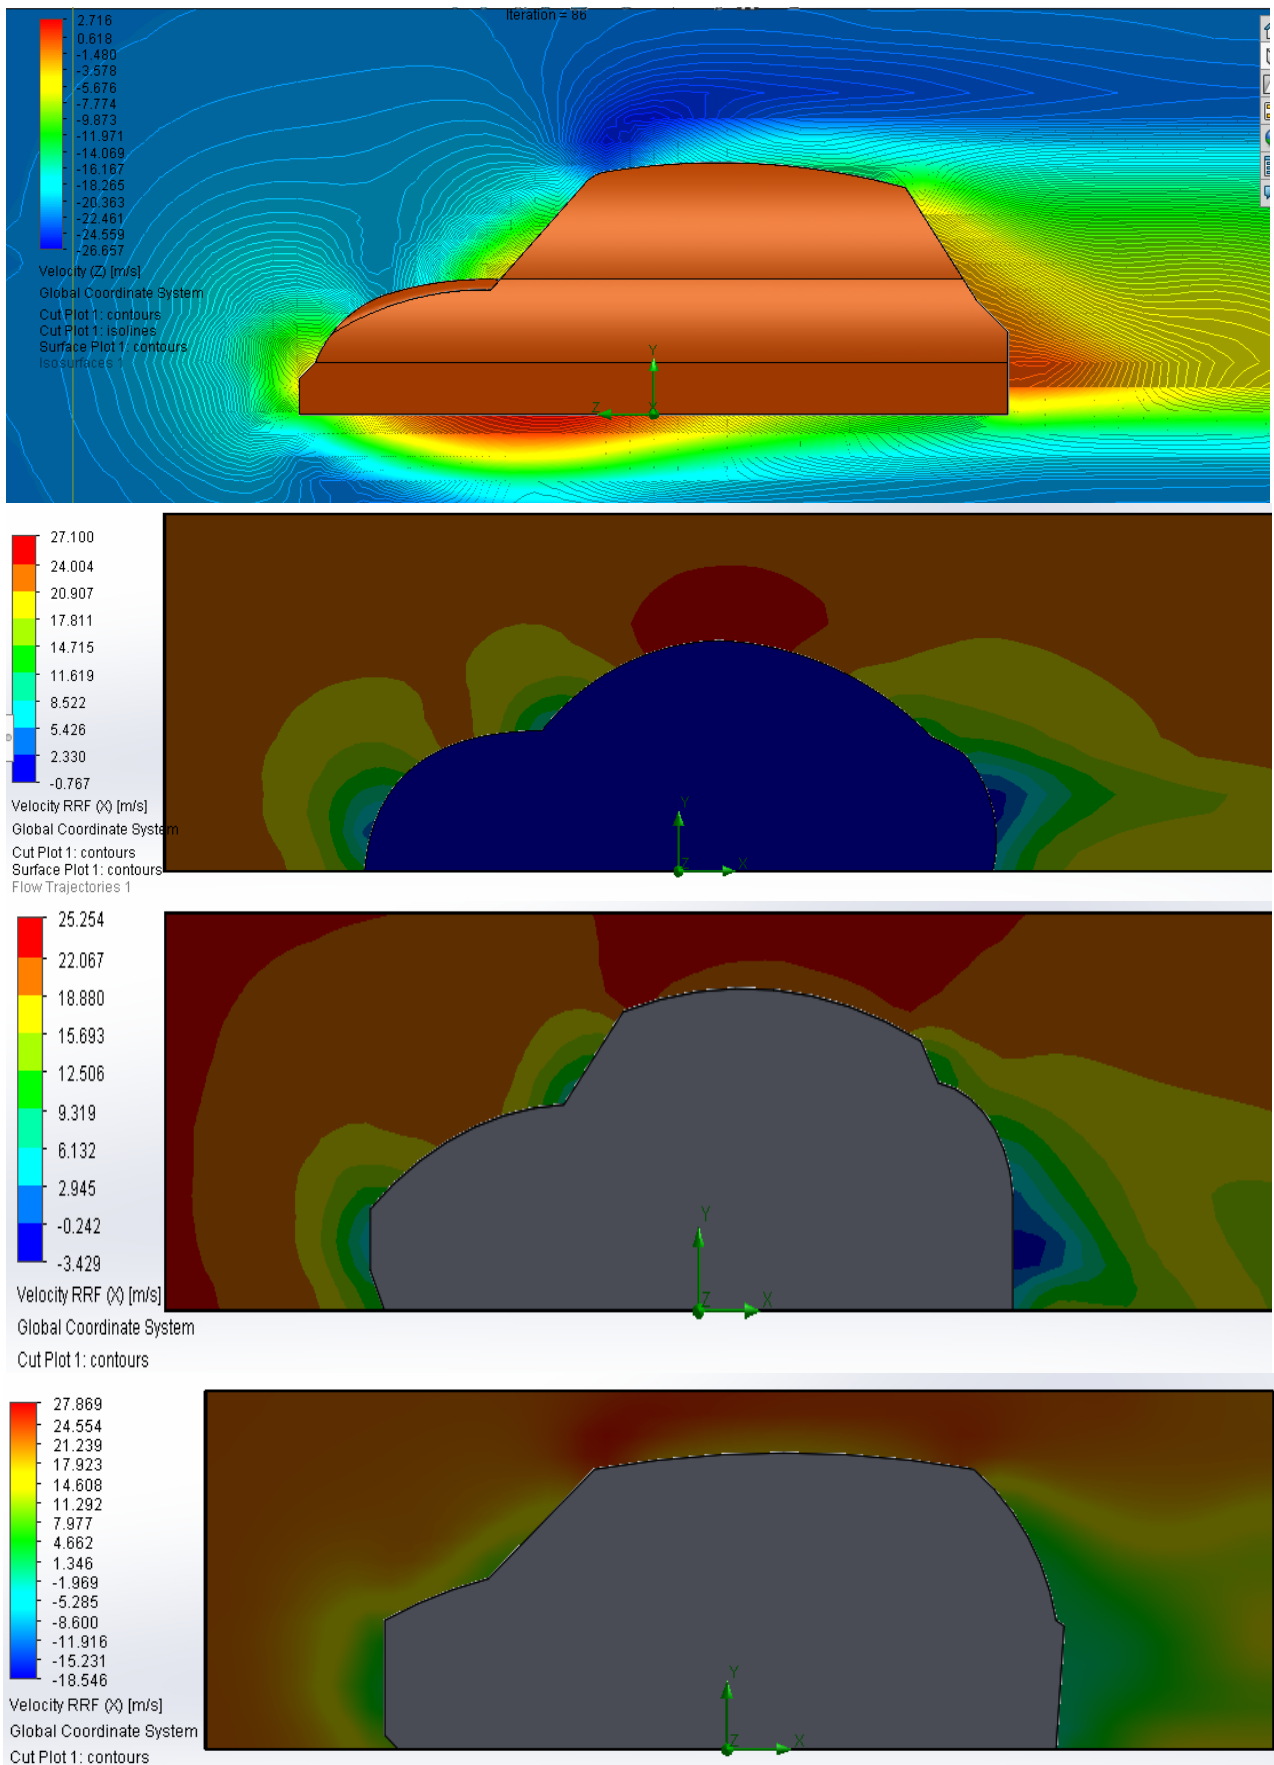 Iteration = 86
2.716
0.618
-1.480
-3.578
-5.676
-7.774
-9.873
-11.971
-14.069
-16.167
-18.265
-20.363
-22.461
-24.559
-26.657
Velocity (Z) [m/s]
Global Coordinate System
Cut Plot 1: contours
Cut Plot 1: isolines
Surface Plot 1: contours
Isosurfaces 1
Y
Z
X
27.100
24.004
20.907
17.811
14.715
11.619
8.522
5.426
2.330
-0.767
Velocity RRF (X) [m/s]
Global Coordinate System
Cut Plot 1: contours
Surface Plot 1: contours
Flow Trajectories 1
Y
Z
X
25.254
22.067
18.880
15.693
12.506
9.319
6.132
2.945
-0.242
-3.429
Velocity RRF (X) [m/s]
Global Coordinate System
Cut Plot 1: contours
Y
Z
X
27.869
24.554
21.239
17.923
14.608
11.292
7.977
4.662
1.346
-1.969
-5.285
-8.600
-11.916
-15.231
-18.546
Velocity RRF (X) [m/s]
Global Coordinate System
Cut Plot 1: contours
Y
Z
X